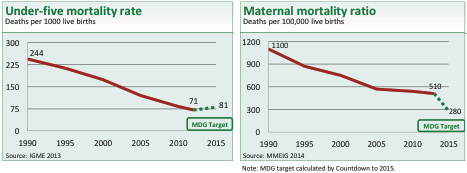 Under-five mortality rate
Deaths per 1000 live births
300
225
150
75
0
244
71
81
MDG Target
1990 1995 2000 2005 2010 2015
Source: IGME 2013
Maternal mortality ratio
Deaths per 100,000 live births
1200
900
600
300
0
1100
510
280
MDG Target
1990 1995 2000 2005 2010 2015
Source: MMEIG 2014
Note: MDG target calculated by Countdown to 2015.